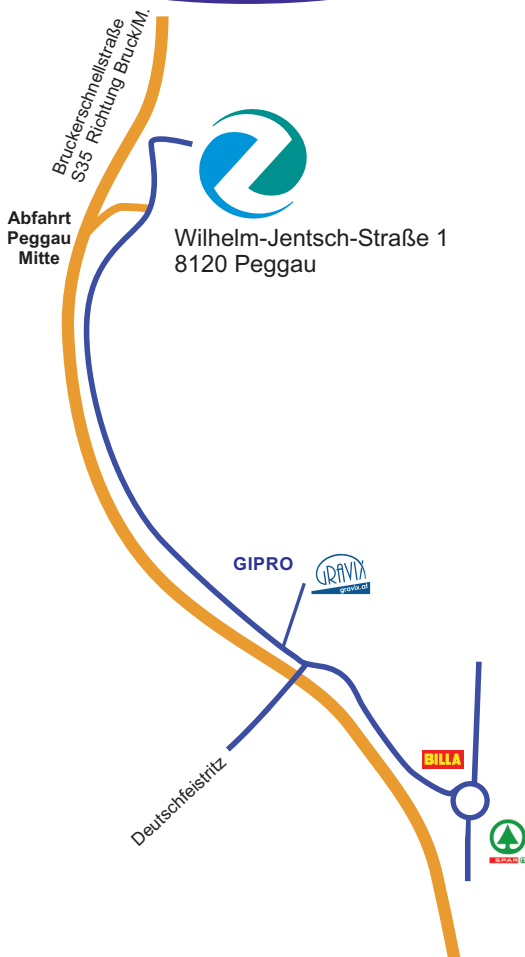 Bruckerschnellstraße
S35 Richtung Bruck/M.
Abfahrt
Peggau
Mitte
Wilhelm-Jentsch-Straße 1
8120 Peggau
GIPRO
GRAVIX
gravix.at
Deutschfeistritz
BILLA
SPAR